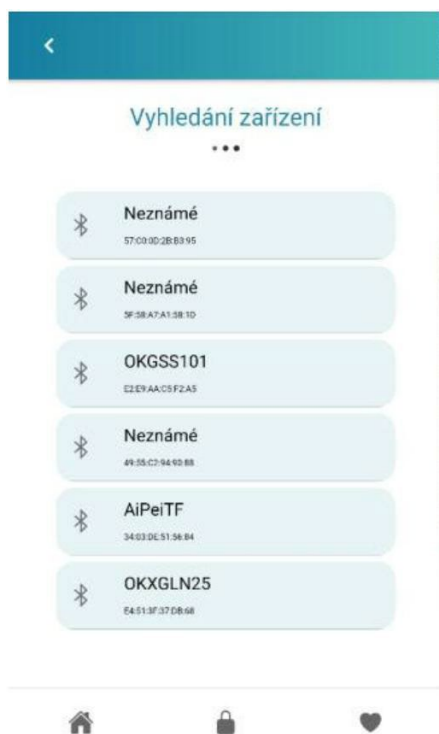 Vyhledání zařízení
Neznámé
57:C0:0D:2B:B3:95
Neznámé
5F:58:A7:A1:58:1D
OKGSS101
E2:E9:AA:C5:F2:A5
Neznámé
49:55:C2:94:9D:B8
AiPeiTF
34:03:DE:51:56:84
OKXGLN25
E4:51:3F:37:DB:68